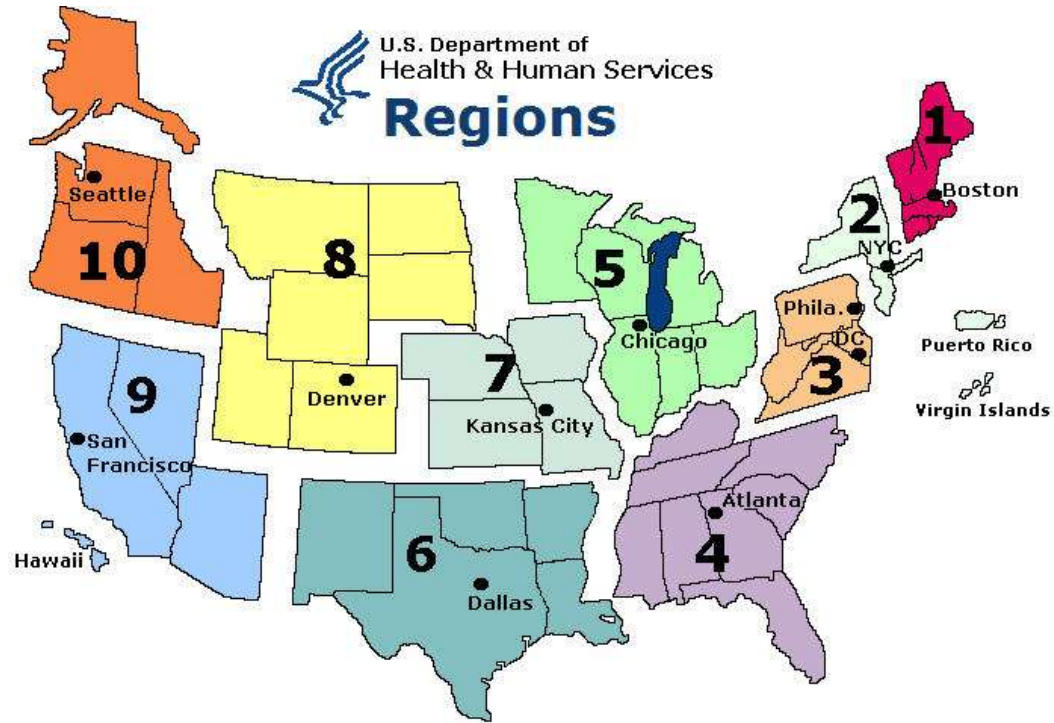 U.S. Department of
Health & Human Services
Regions
1
Boston
2
NYC
Seattle
10
8
5
Chicago
Phila.
DC
3
Puerto Rico
Virgin Islands
9
Denver
7
Kansas City
San
Francisco
Atlanta
4
Hawaii
6
Dallas